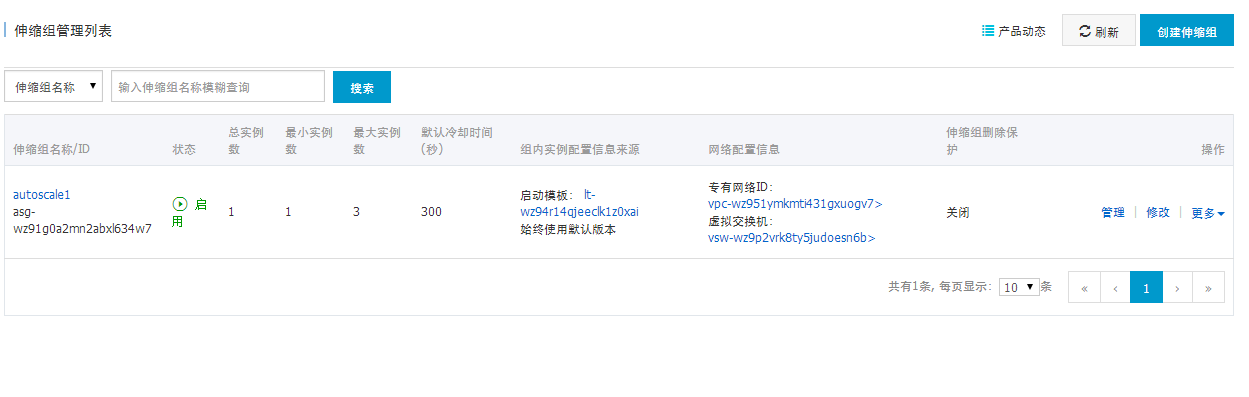 伸缩组管理列表
产品动态
刷新
创建伸缩组
伸缩组名称
输入伸缩组名称模糊查询
搜索
伸缩组名称/ID
状态
总实例
数
最小实例
数
最大实例
数
默认冷却时间
(秒)
组内实例配置信息来源
网络配置信息
伸缩组删除保
护
操作
autoscale1
asg-
wz91g0a2mn2abxl634w7
启
用
1
1
3
300
启动模板： lt-
wz94r14qjeeclk1z0xai
始终使用默认版本
专有网络ID：
vpc-wz951ymkmti431gxuogv7>
虚拟交换机：
vsw-wz9p2vrk8ty5judoesn6b>
关闭
管理 | 修改 | 更多
共有1条, 每页显示： 10 条
« ‹ 1 › »